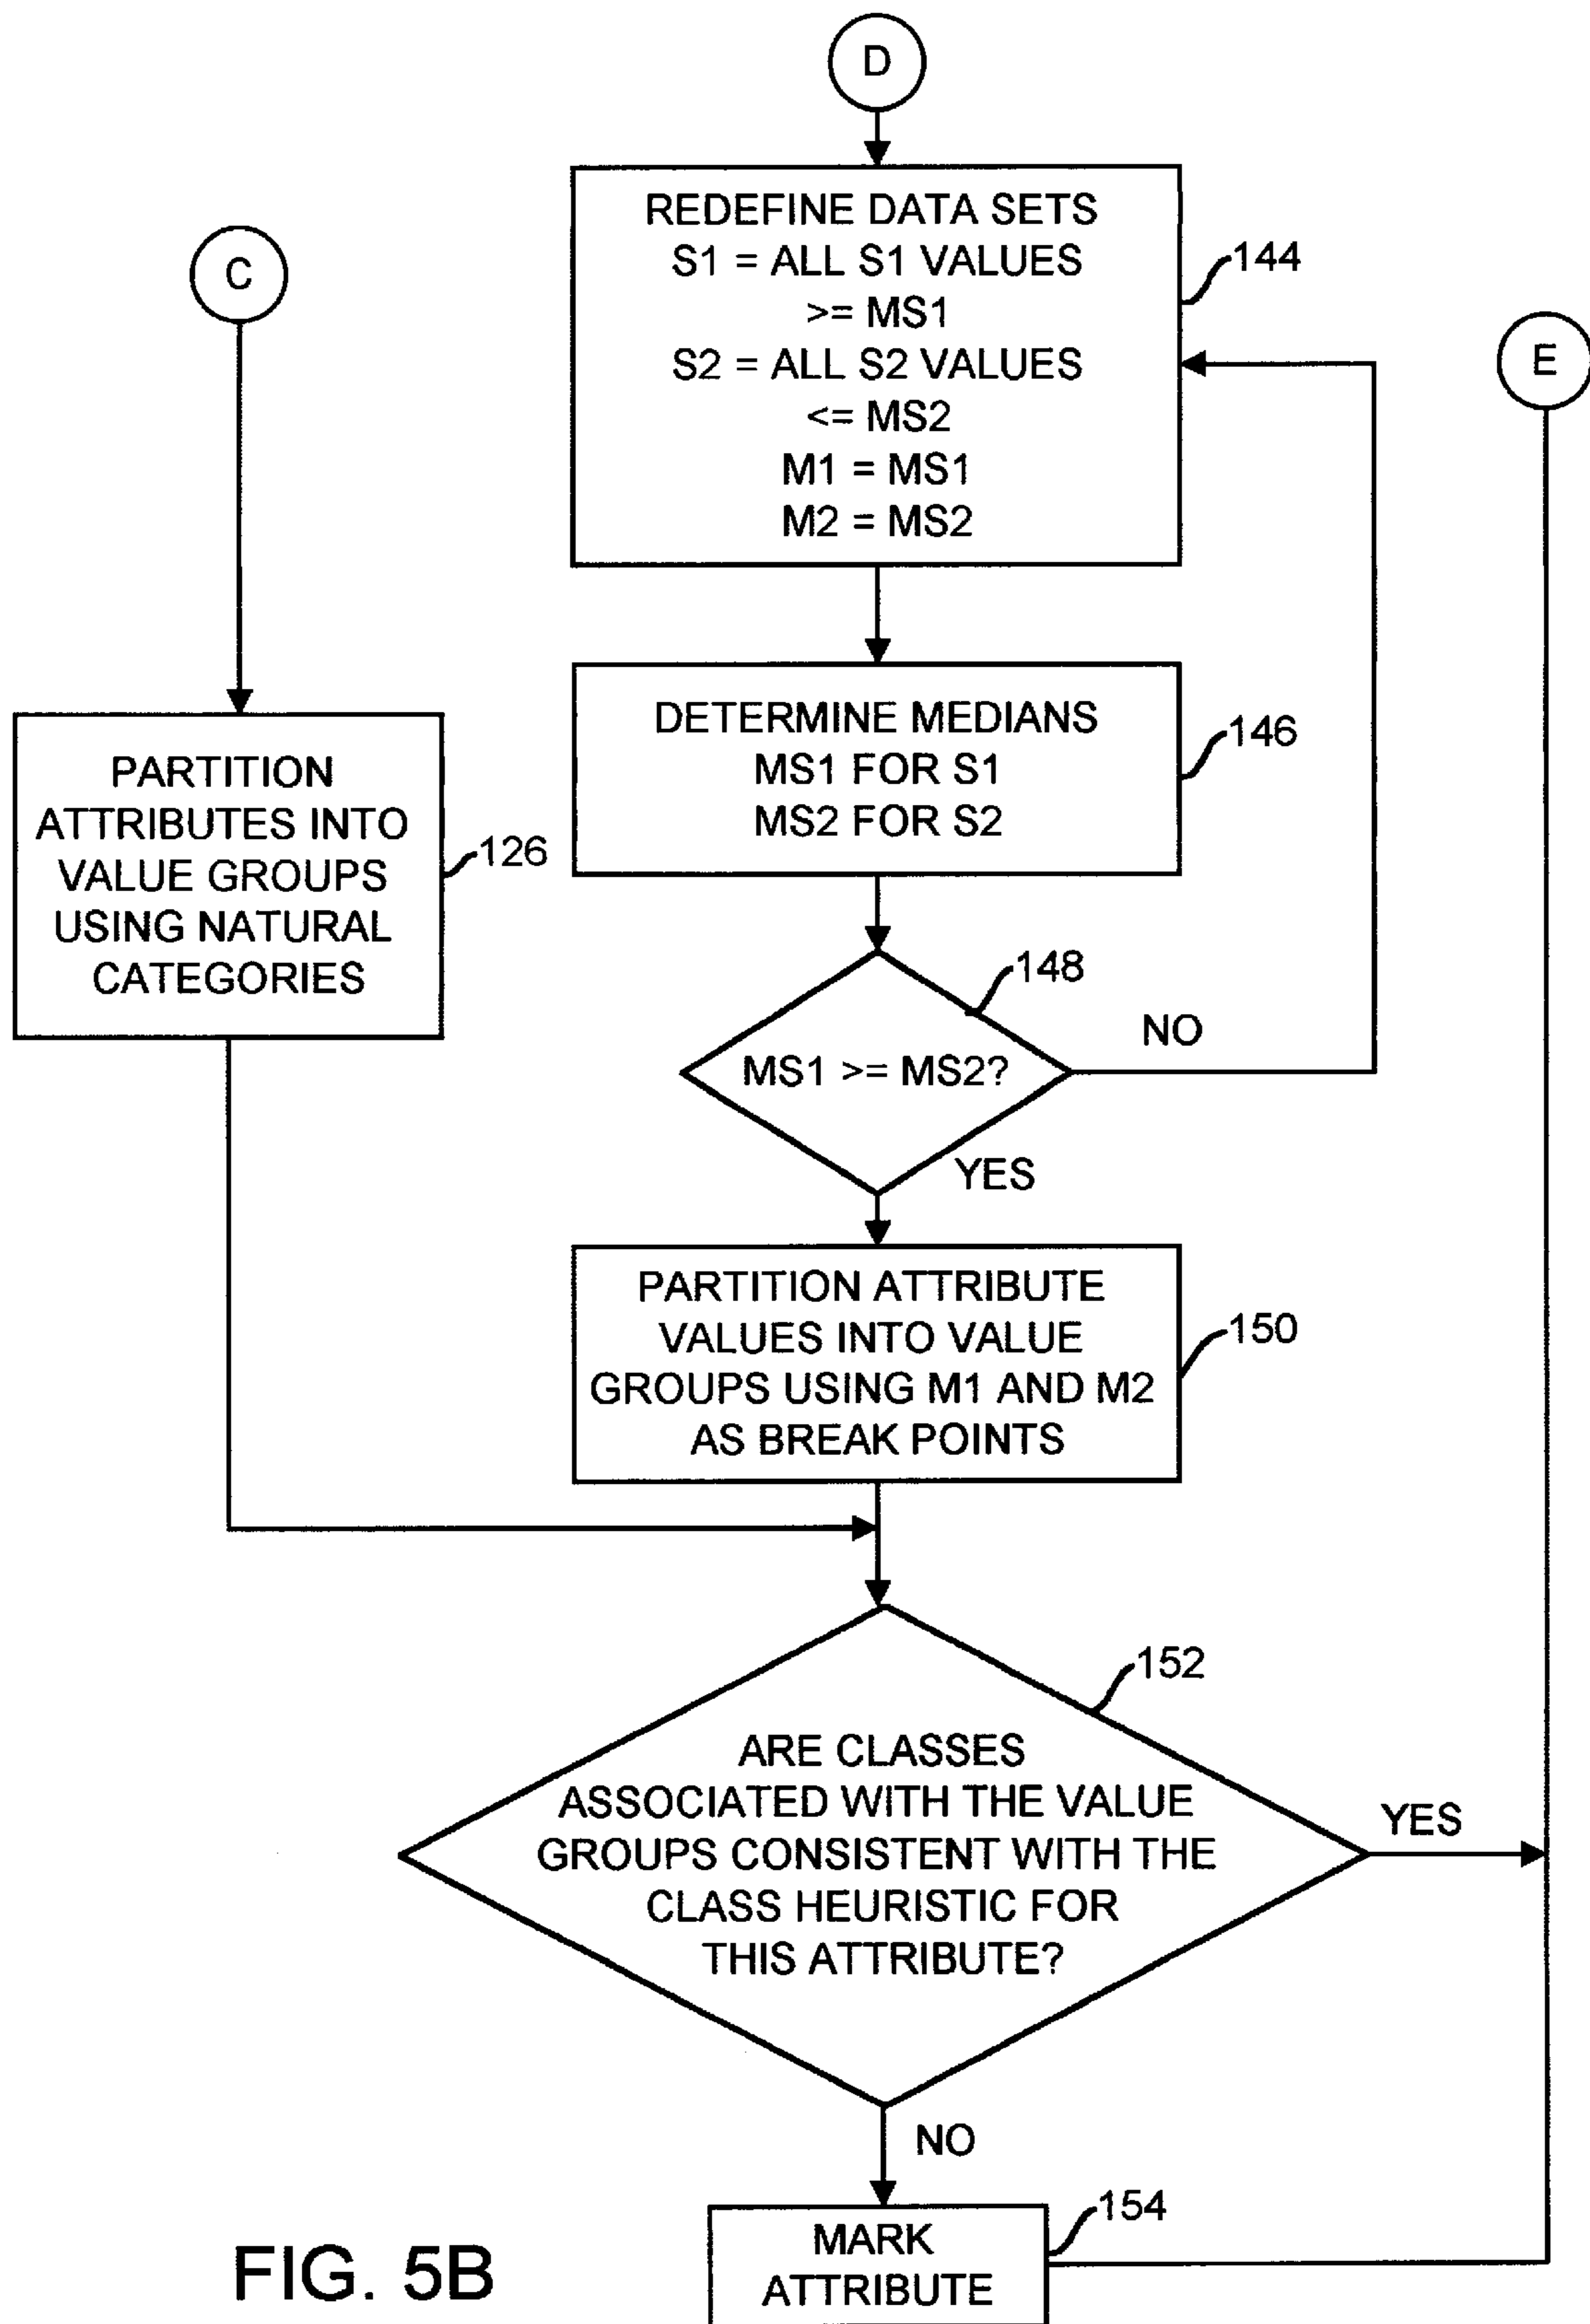 D
REDEFINE DATA SETS
S1 = ALL S1 VALUES
>= MS1
S2 = ALL S2 VALUES
<= MS2
M1 = MS1
M2 = MS2
144
C
E
DETERMINE MEDIANS
MS1 FOR S1
MS2 FOR S2
146
PARTITION
ATTRIBUTES INTO
VALUE GROUPS
USING NATURAL
CATEGORIES
126
148
MS1 >= MS2?
NO
YES
PARTITION ATTRIBUTE
VALUES INTO VALUE
GROUPS USING M1 AND M2
AS BREAK POINTS
150
152
ARE CLASSES
ASSOCIATED WITH THE VALUE
GROUPS CONSISTENT WITH THE
CLASS HEURISTIC FOR
THIS ATTRIBUTE?
YES
NO
154
MARK
ATTRIBUTE
FIG. 5B